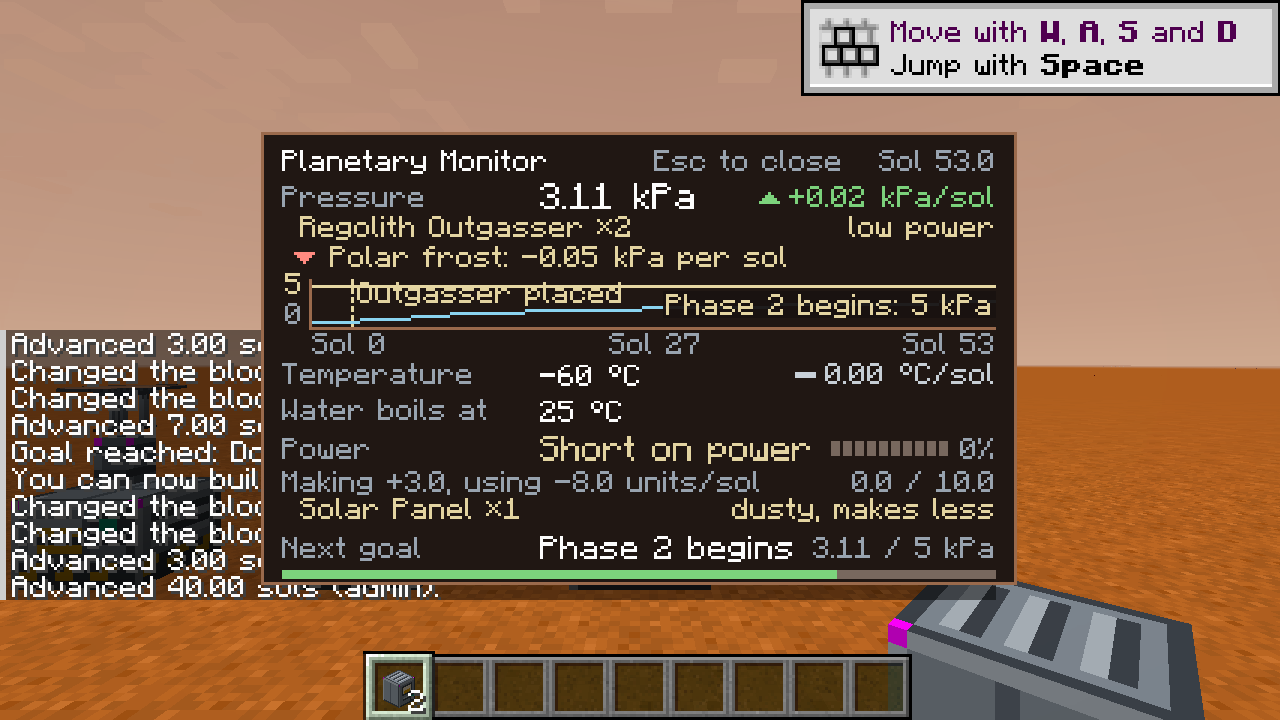 Move with W, A, S and D
Jump with Space
Planetary Monitor Esc to close Sol 53.0
Pressure 3.11 kPa +0.02 kPa/sol
Regolith Outgasser ×2 low power
Polar frost: -0.05 kPa per sol
5
Outgasser placed
0
Phase 2 begins: 5 kPa
Sol 0 Sol 27 Sol 53
Temperature -60 °C 0.00 °C/sol
Water boils at 25 °C
Power Short on power 0%
Making +3.0, using -8.0 units/sol 0.0 / 10.0
Solar Panel ×1 dusty, makes less
Next goal Phase 2 begins 3.11 / 5 kPa
Advanced 3.00
Changed the
Changed the
Advanced 7.00
Goal reached:
You can now
Changed the
Changed the
Advanced 3.00
Advanced 40.00 sols (admin).
2